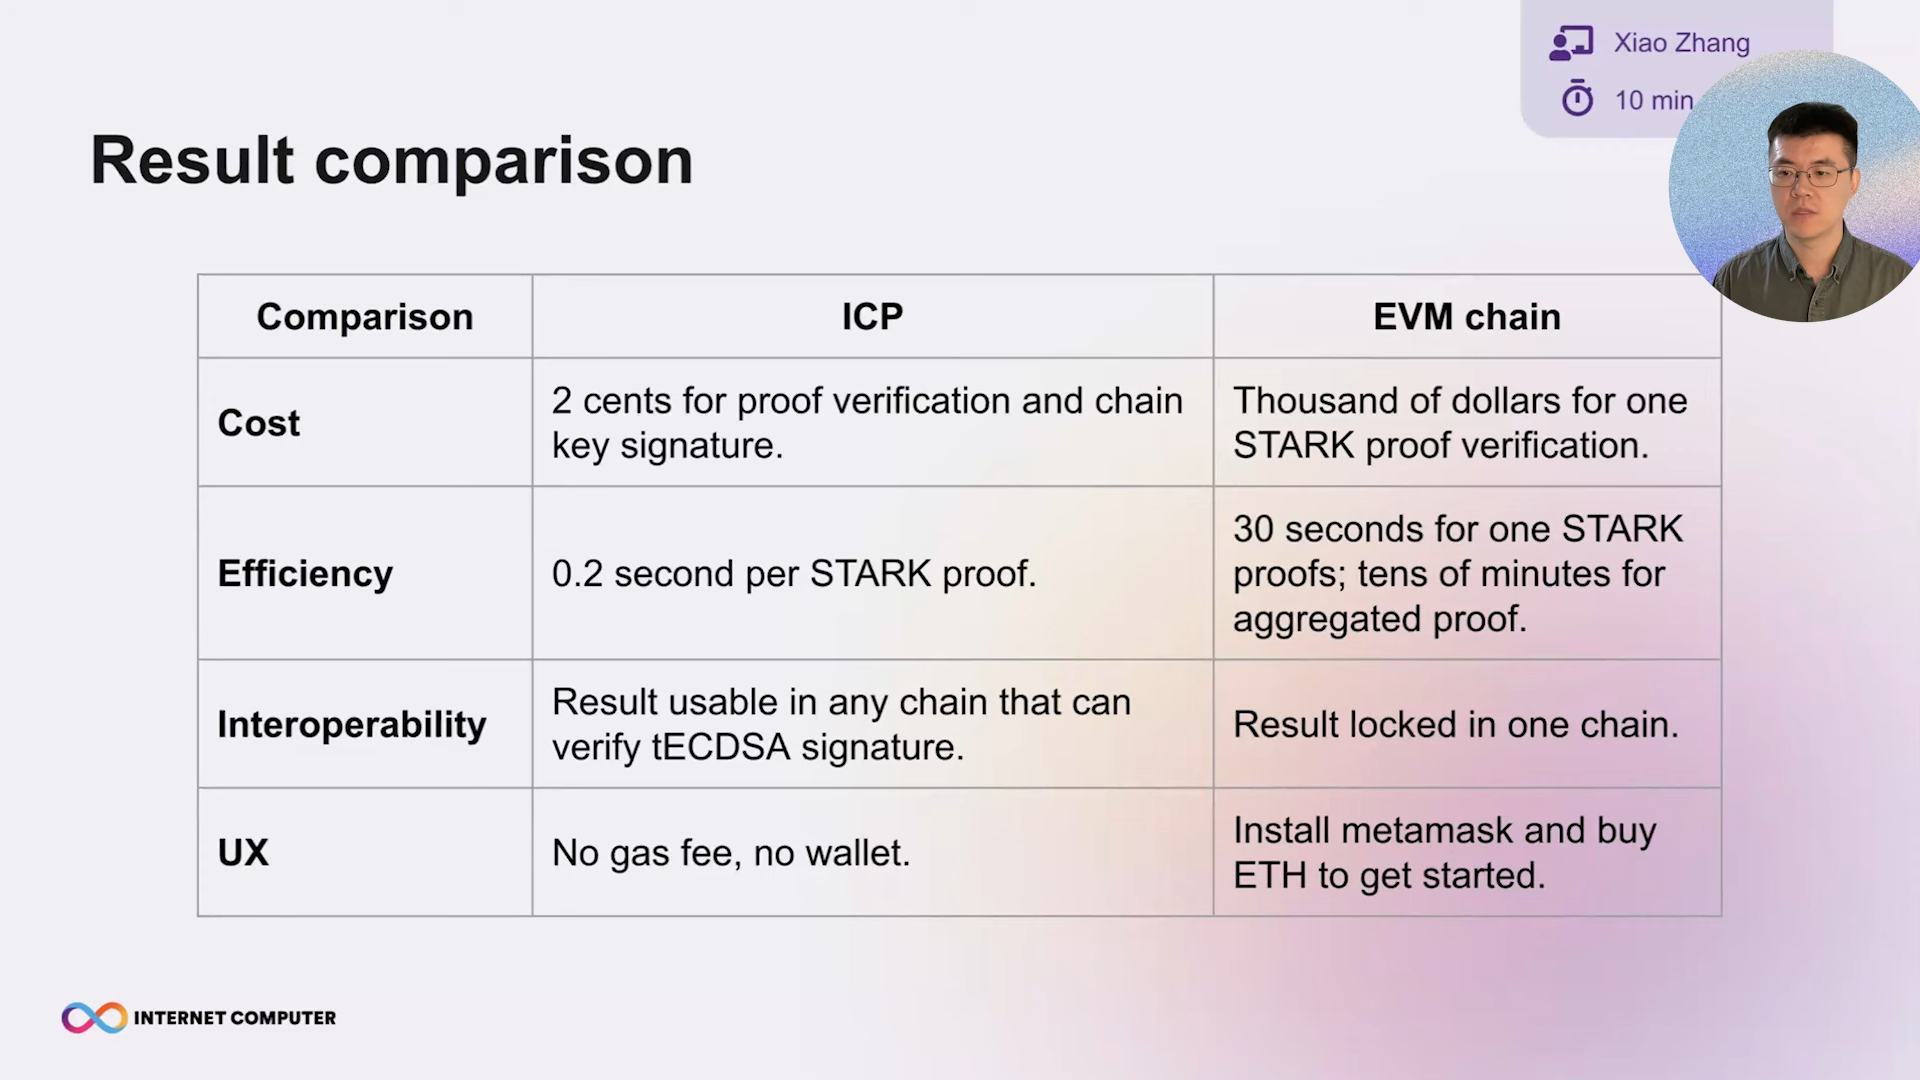 Xiao Zhang
10 min
Result comparison
Comparison
ICP
EVM chain
Cost
2 cents for proof verification and chain
key signature.
Thousand of dollars for one
STARK proof verification.
Efficiency
0.2 second per STARK proof.
30 seconds for one STARK
proofs; tens of minutes for
aggregated proof.
Interoperability
Result usable in any chain that can
verify tECDSA signature.
Result locked in one chain.
UX
No gas fee, no wallet.
Install metamask and buy
ETH to get started.
INTERNET COMPUTER